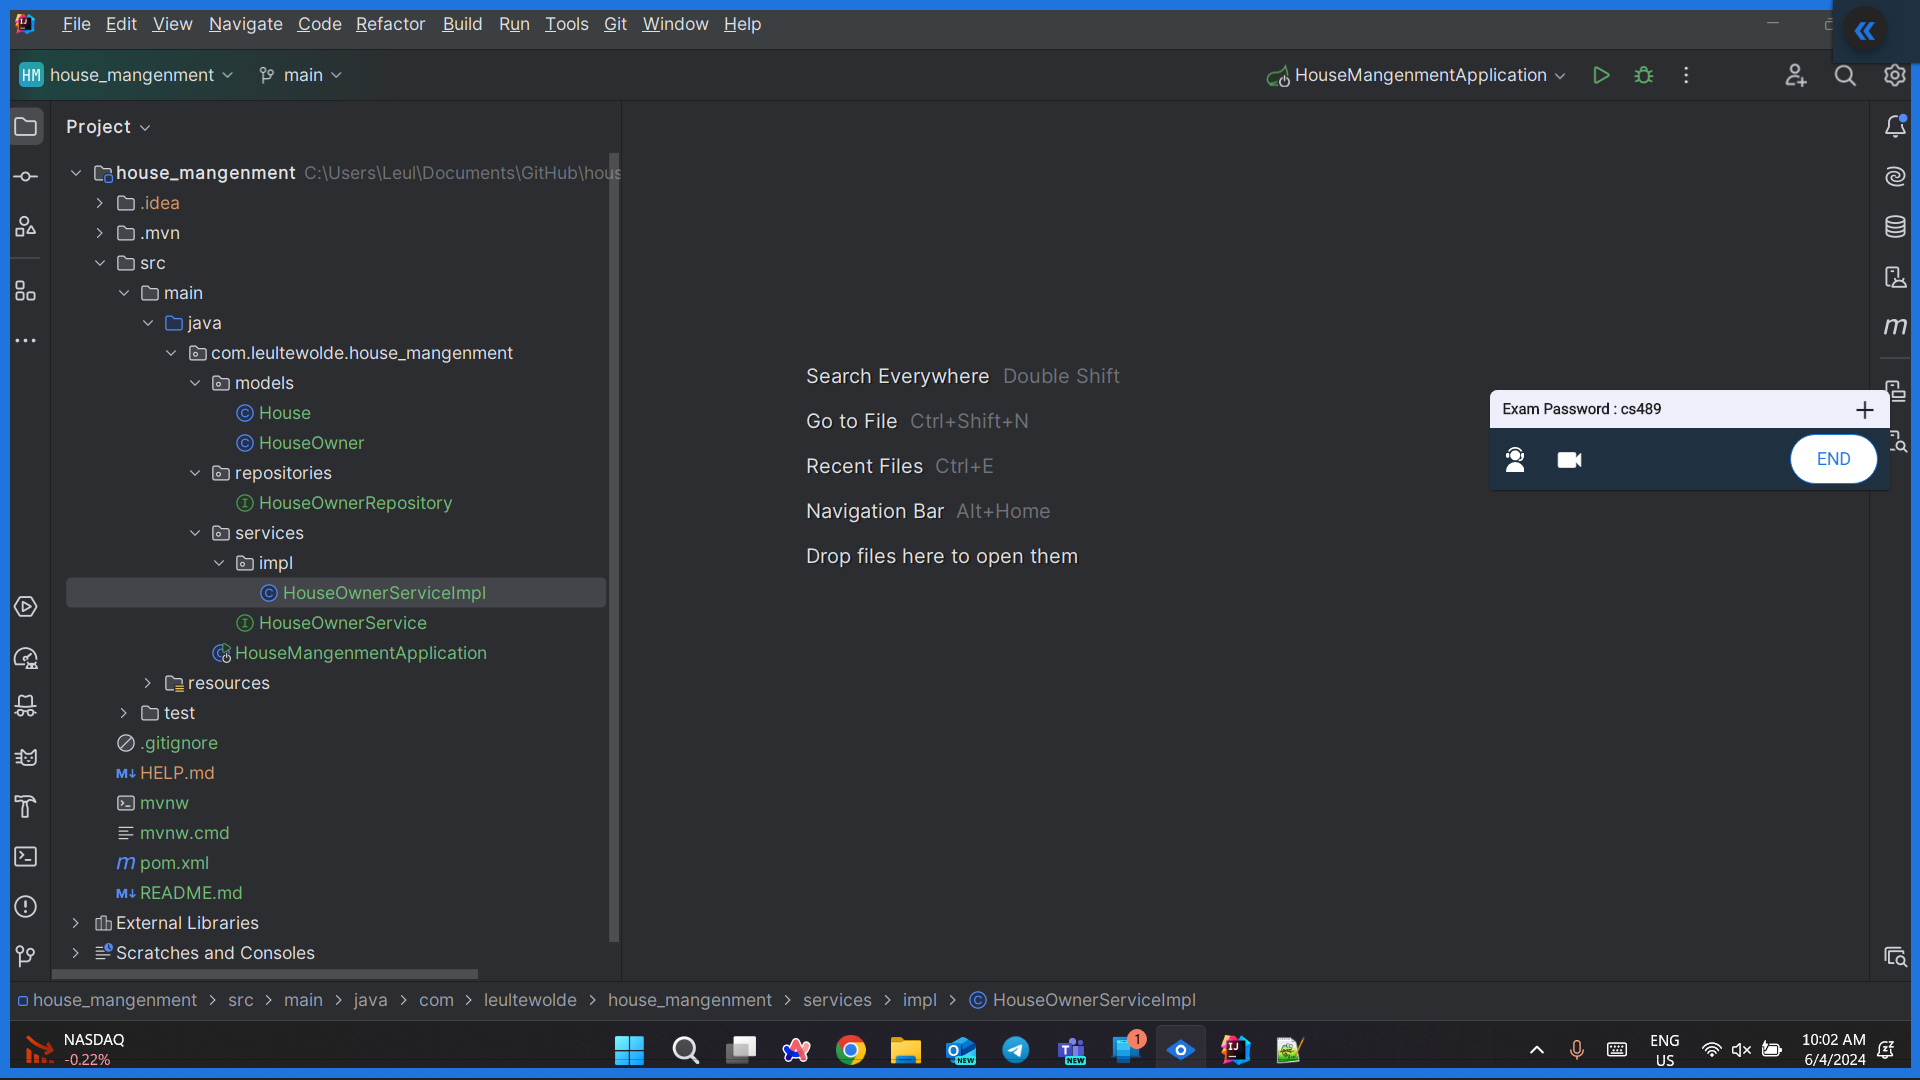 File Edit View Navigate Code Refactor Build Run Tools Git Window Help
HM house_mangenment main HouseMangenmentApplication
Project
house_mangenment C:\Users\Leul\Documents\GitHub\hous
.idea
.mvn
src
main
java
com.leultewolde.house_mangenment
models
House
HouseOwner
repositories
HouseOwnerRepository
services
impl
HouseOwnerServiceImpl
HouseOwnerService
HouseMangenmentApplication
resources
test
.gitignore
HELP.md
mvnw
mvnw.cmd
pom.xml
README.md
External Libraries
Scratches and Consoles
Search Everywhere Double Shift
Go to File Ctrl+Shift+N
Recent Files Ctrl+E
Navigation Bar Alt+Home
Drop files here to open them
Exam Password : cs489
END
house_mangenment > src > main > java > com > leultewolde > house_mangenment > services > impl > HouseOwnerServiceImpl
NASDAQ
-0.22%
NEW
NEW
1
ENG
US
10:02 AM
6/4/2024